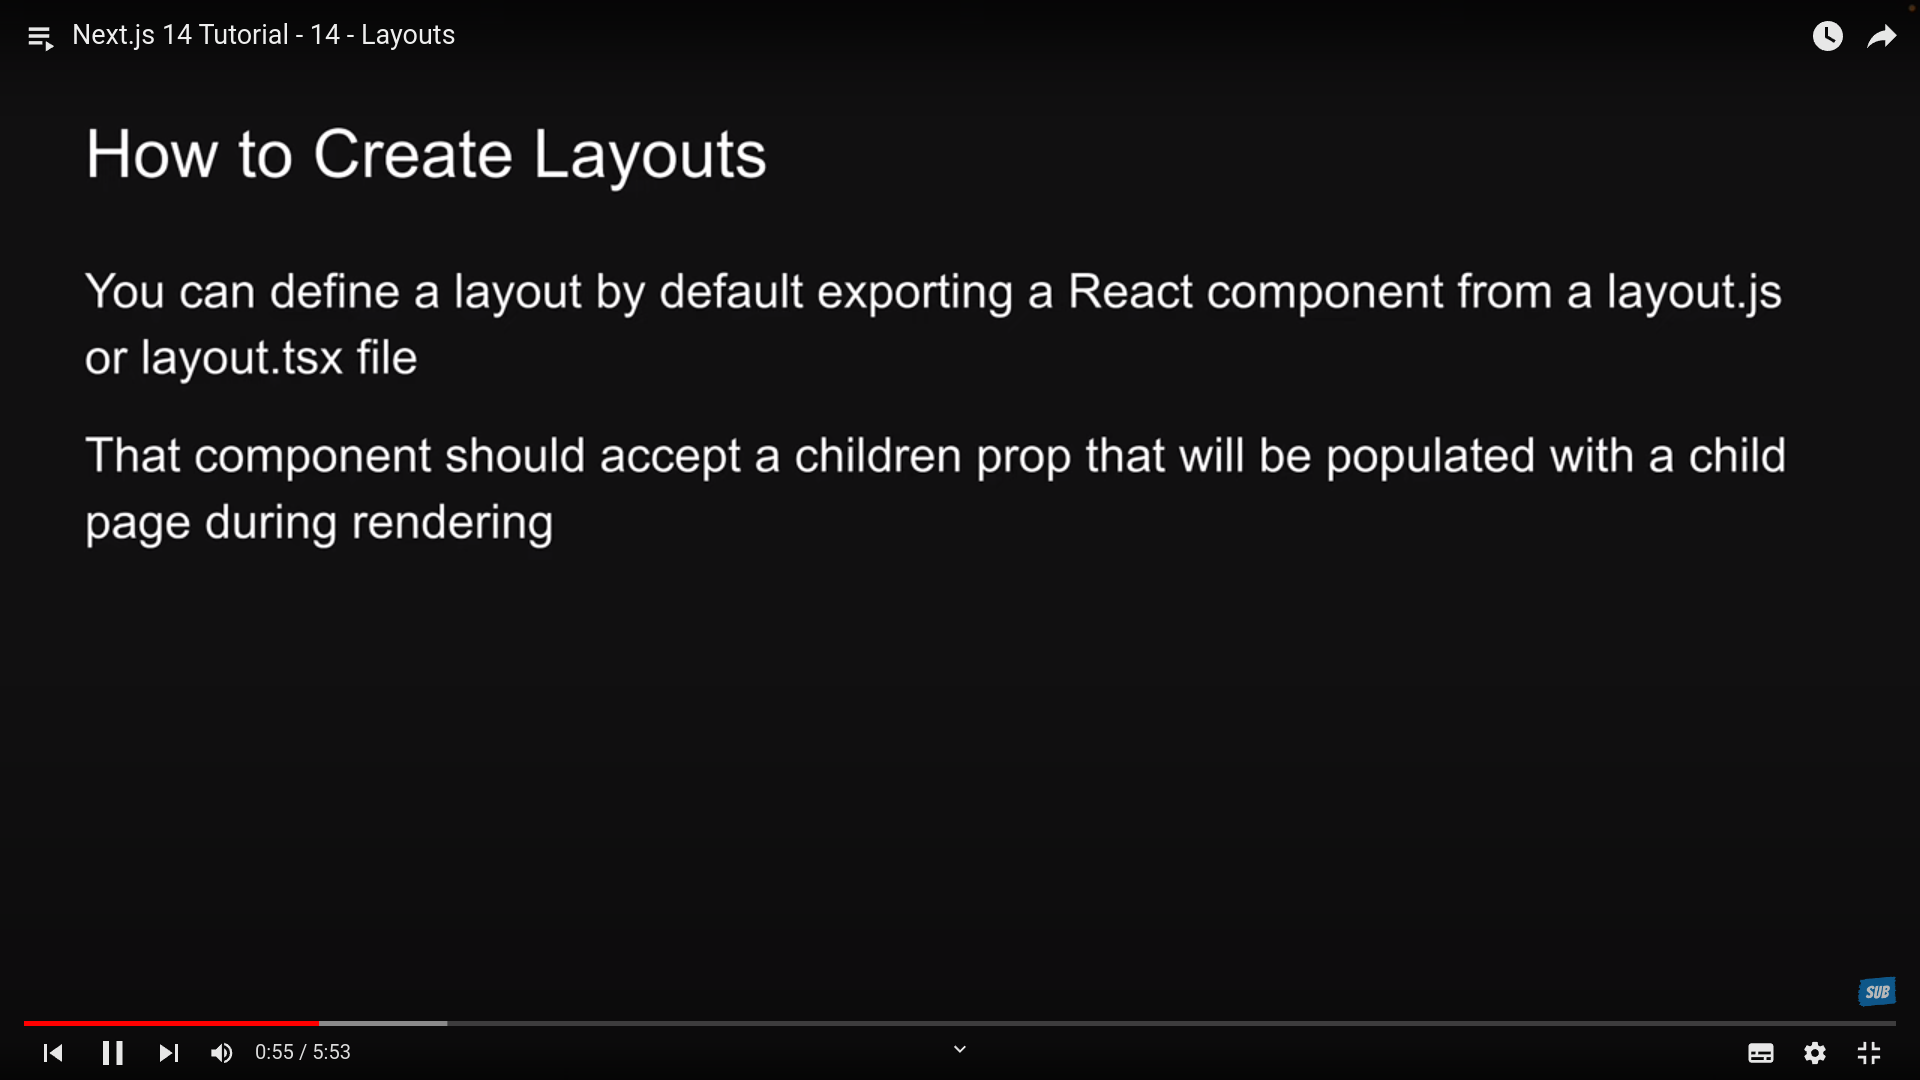 Next.js 14 Tutorial - 14 - Layouts
How to Create Layouts
You can define a layout by default exporting a React component from a layout.js
or layout.tsx file
That component should accept a children prop that will be populated with a child
page during rendering
SUB
0:55 / 5:53